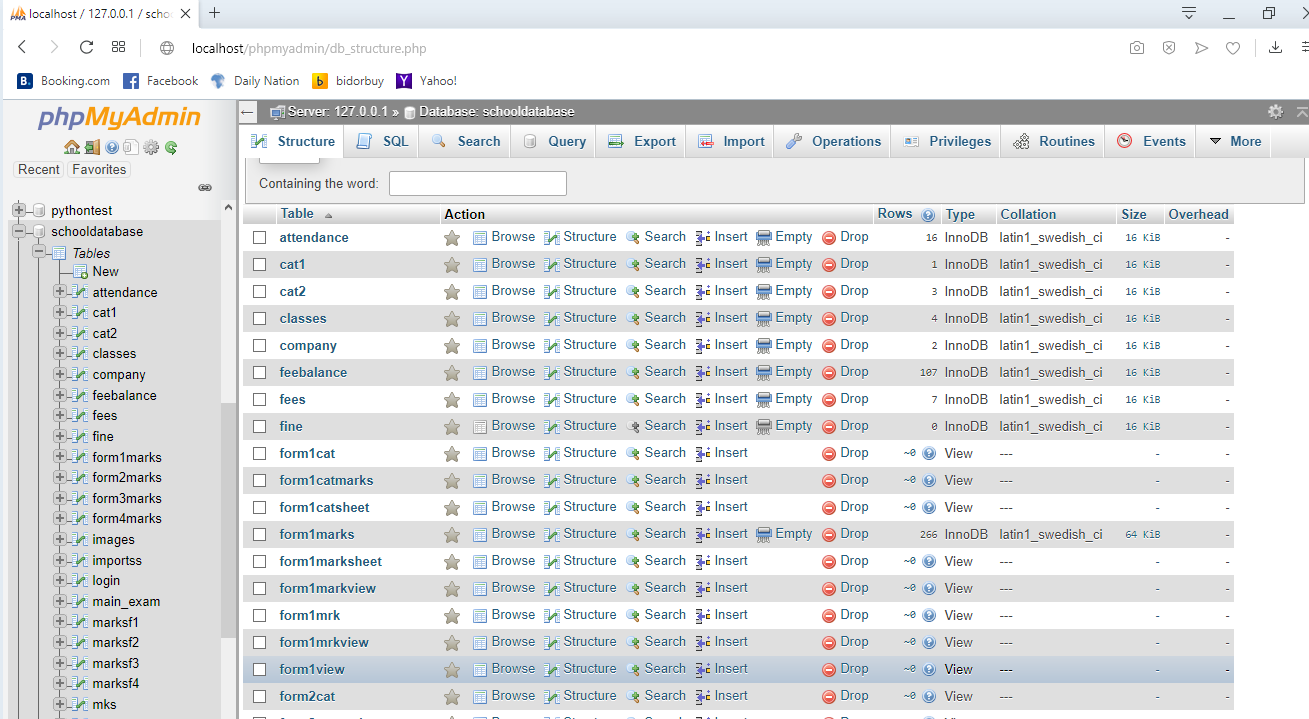 localhost / 127.0.0.1 / scho
localhost/phpmyadmin/db_structure.php
B. Booking.com Facebook Daily Nation b bidorbuy Y Yahoo!
phpMyAdmin
Recent Favorites
pythontest
schooldatabase
Tables
New
attendance
cat1
cat2
classes
company
feebalance
fees
fine
form1marks
form2marks
form3marks
form4marks
images
importss
login
main_exam
marksf1
marksf2
marksf3
marksf4
mks
Server: 127.0.0.1 » Database: schooldatabase
Structure SQL Search Query Export Import Operations Privileges Routines Events More
Containing the word:
Table Action Rows Type Collation Size Overhead
attendance Browse Structure Search Insert Empty Drop 16 InnoDB latin1_swedish_ci 16 KiB -
cat1 Browse Structure Search Insert Empty Drop 1 InnoDB latin1_swedish_ci 16 KiB -
cat2 Browse Structure Search Insert Empty Drop 3 InnoDB latin1_swedish_ci 16 KiB -
classes Browse Structure Search Insert Empty Drop 4 InnoDB latin1_swedish_ci 16 KiB -
company Browse Structure Search Insert Empty Drop 2 InnoDB latin1_swedish_ci 16 KiB -
feebalance Browse Structure Search Insert Empty Drop 107 InnoDB latin1_swedish_ci 16 KiB -
fees Browse Structure Search Insert Empty Drop 7 InnoDB latin1_swedish_ci 16 KiB -
fine Browse Structure Search Insert Empty Drop 0 InnoDB latin1_swedish_ci 16 KiB -
form1cat Browse Structure Search Insert Drop ~0 View --- - -
form1catmarks Browse Structure Search Insert Drop ~0 View --- - -
form1catsheet Browse Structure Search Insert Drop ~0 View --- - -
form1marks Browse Structure Search Insert Empty Drop 266 InnoDB latin1_swedish_ci 64 KiB -
form1marksheet Browse Structure Search Insert Drop ~0 View --- - -
form1markview Browse Structure Search Insert Drop ~0 View --- - -
form1mrk Browse Structure Search Insert Drop ~0 View --- - -
form1mrkview Browse Structure Search Insert Drop ~0 View --- - -
form1view Browse Structure Search Insert Drop ~0 View --- - -
form2cat Browse Structure Search Insert Drop ~0 View --- - -